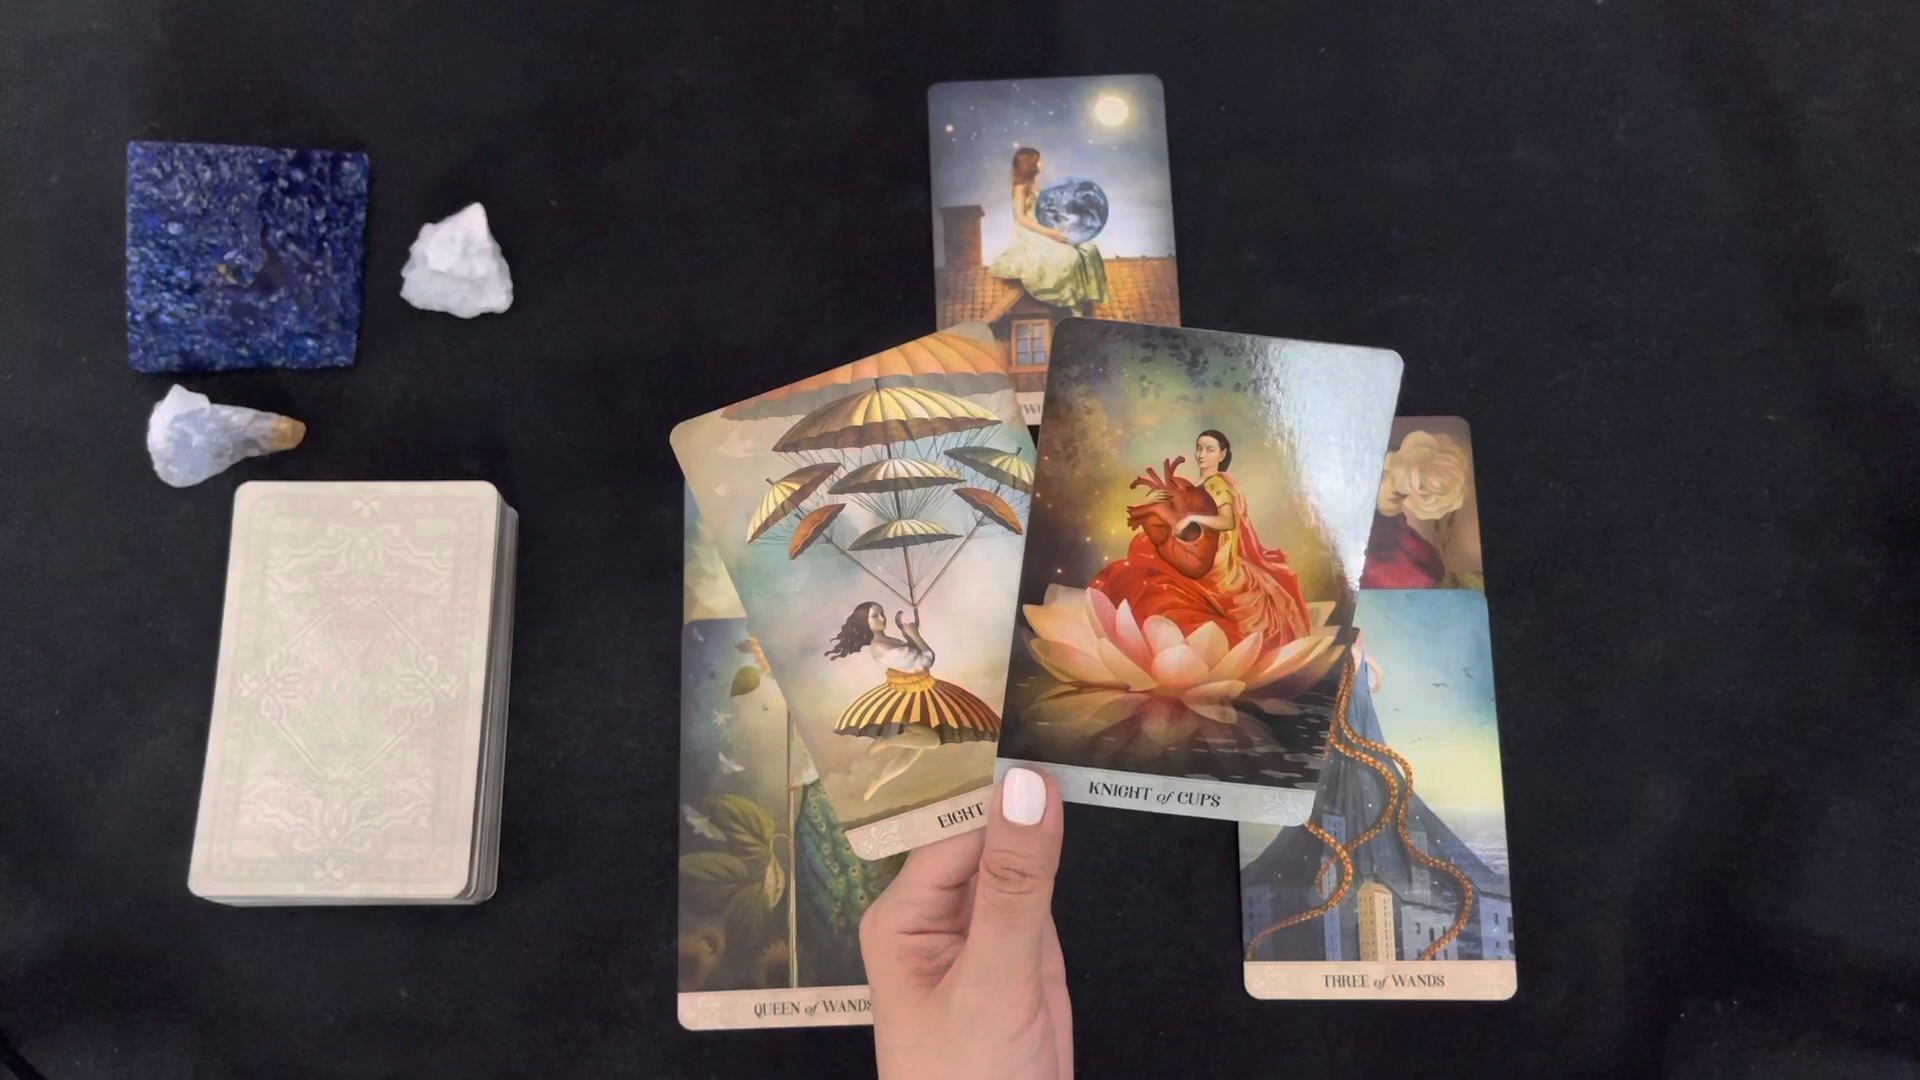 EIGHT
KNIGHT of CUPS
THREE of WANDS
QUEEN of WANDS